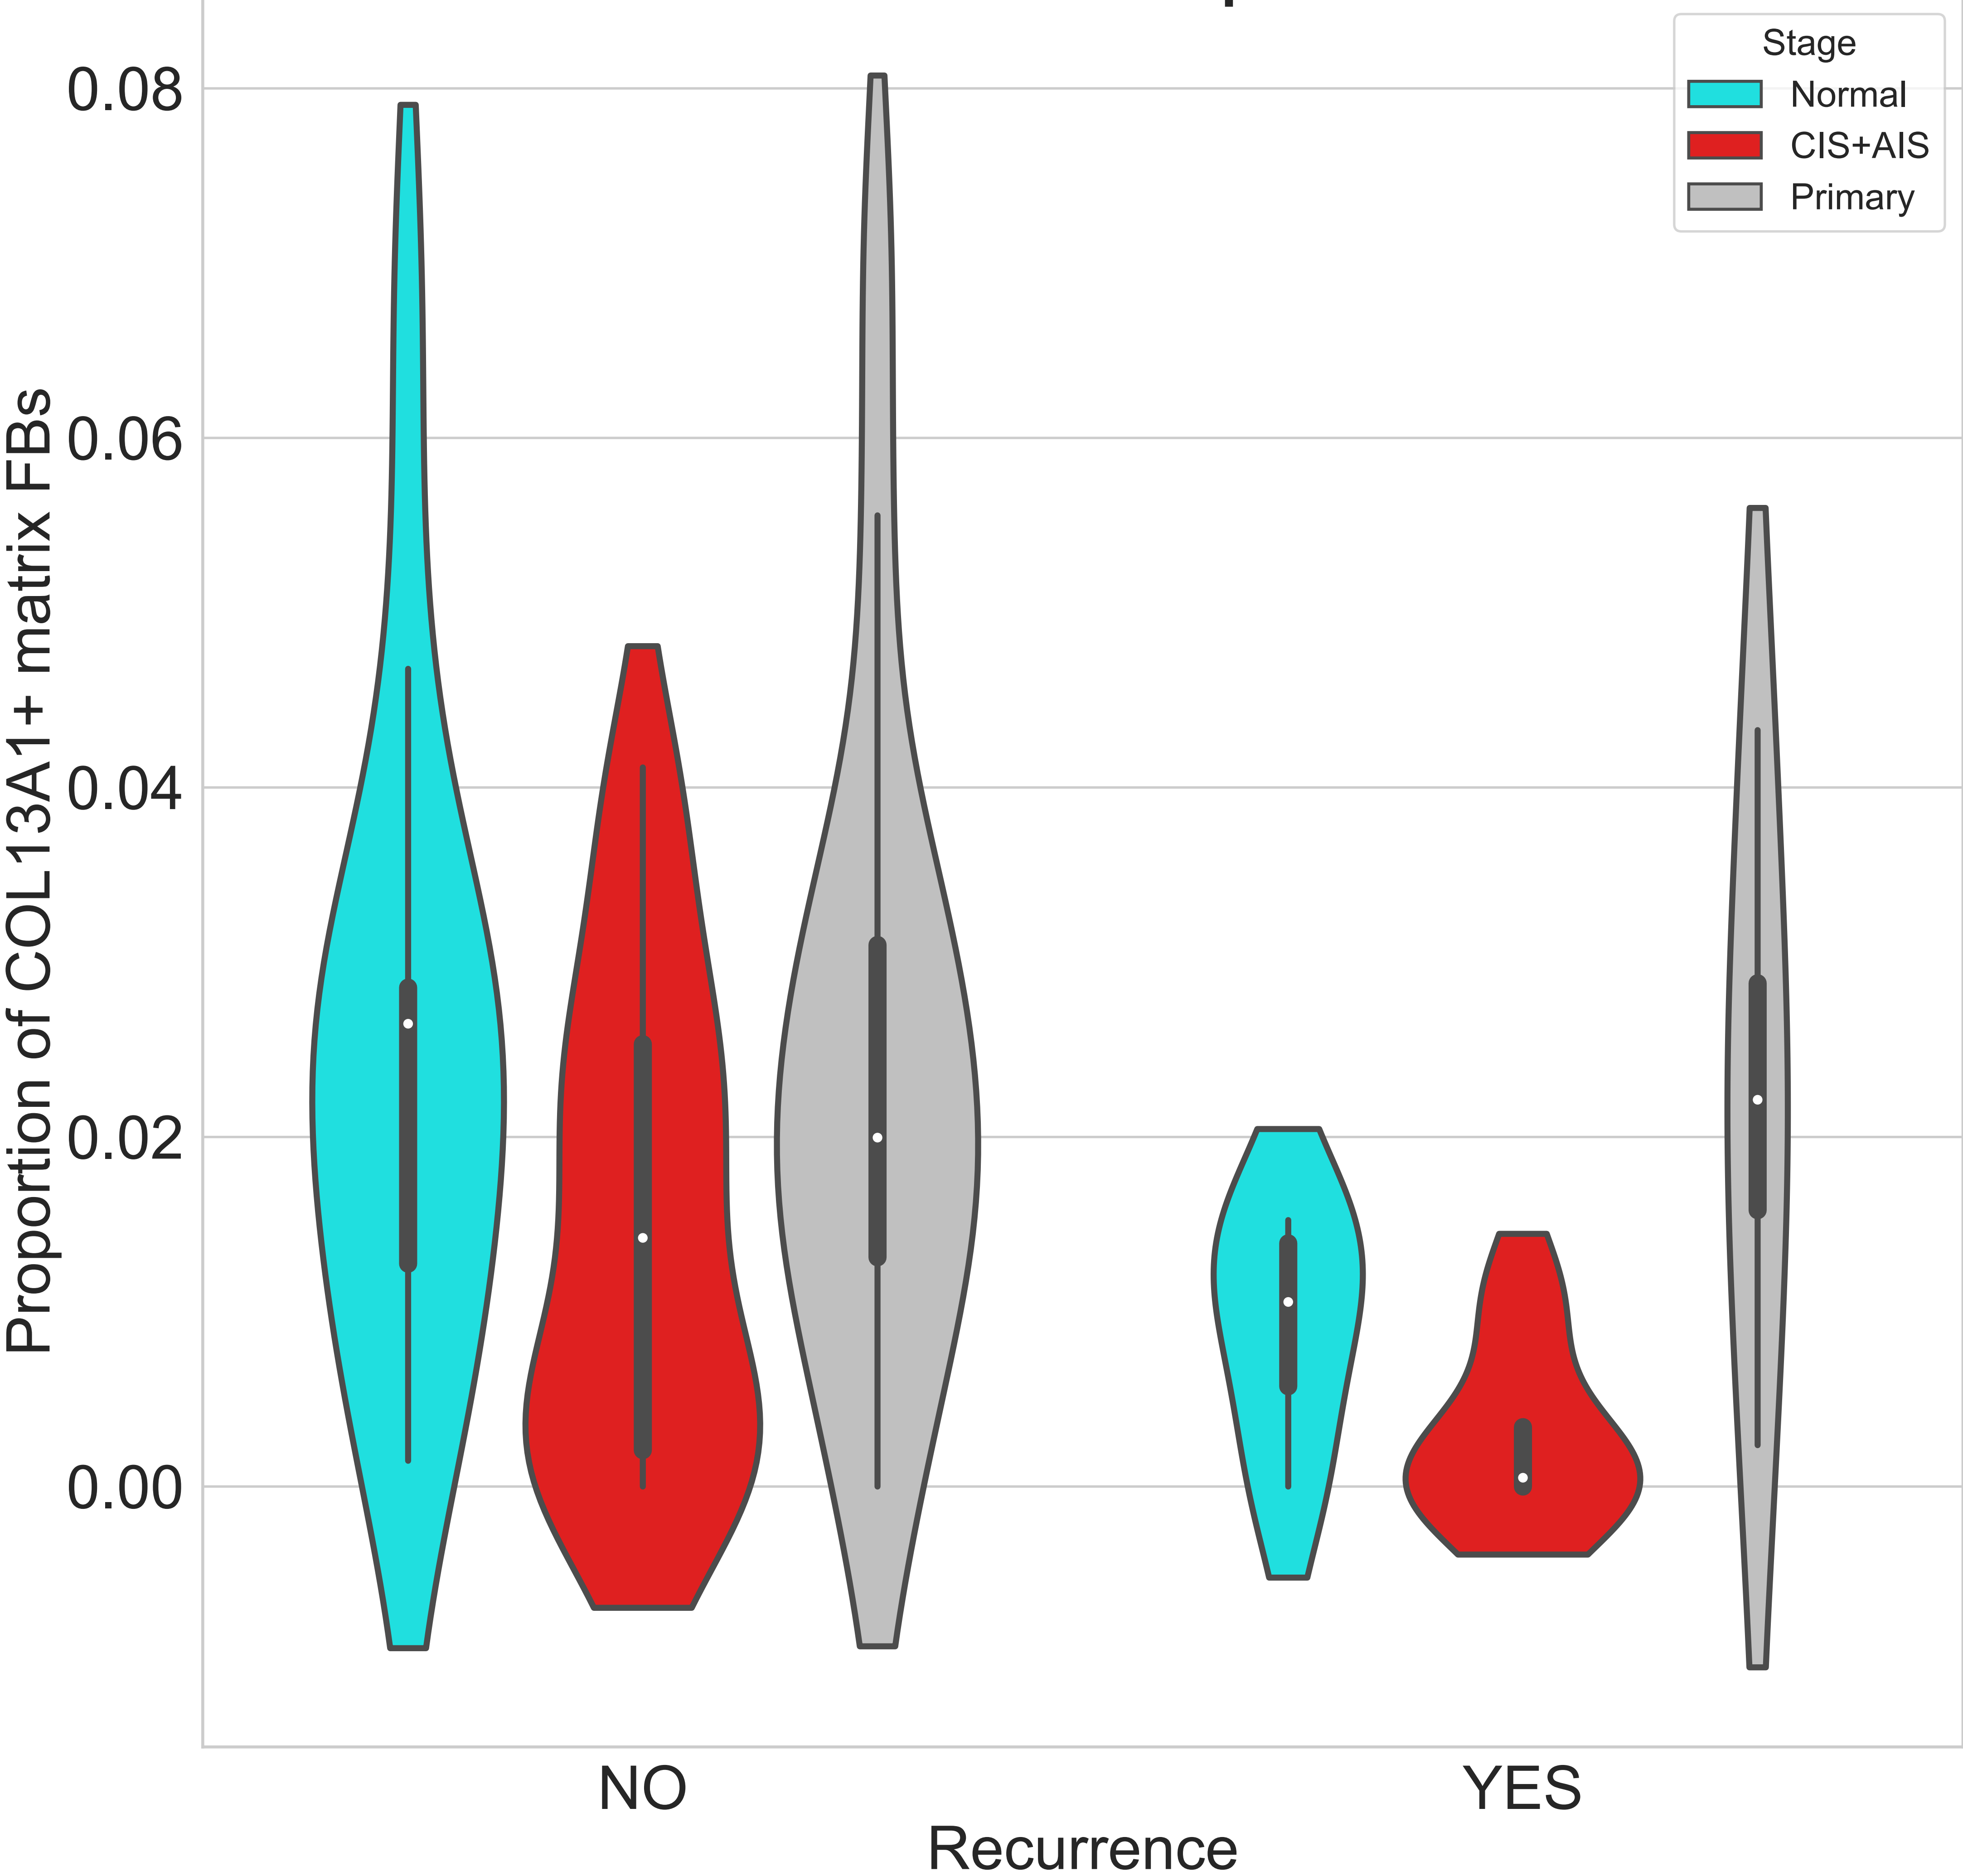 Stage
Normal
CIS+AIS
Primary
0.08
0.06
0.04
0.02
0.00
Proportion of COL13A1+ matrix FBs
NO
YES
Recurrence